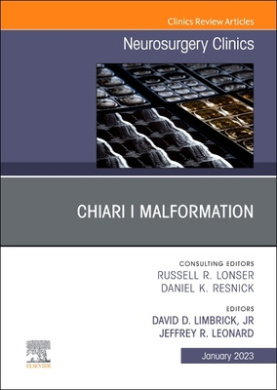 Clinics Review Articles
Neurosurgery Clinics
CHIARI I MALFORMATION
CONSULTING EDITORS
RUSSELL R. LONSER
DANIEL K. RESNICK
EDITORS
DAVID D. LIMBRICK, JR
JEFFREY R. LEONARD
ELSEVIER
January 2023